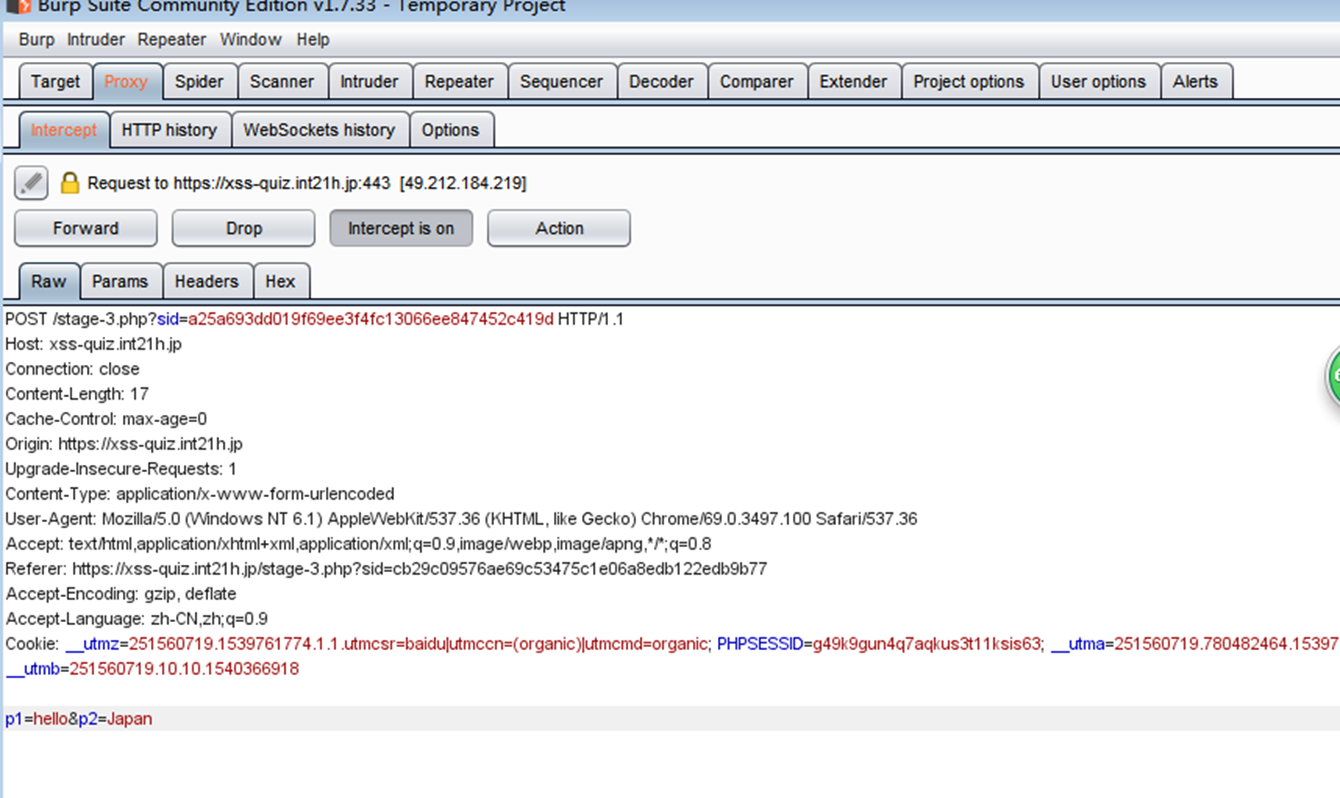 Burp Suite Community Edition v1.7.33 - Temporary Project
Burp Intruder Repeater Window Help
Target Proxy Spider Scanner Intruder Repeater Sequencer Decoder Comparer Extender Project options User options Alerts
Intercept HTTP history WebSockets history Options
Request to https://xss-quiz.int21h.jp:443 [49.212.184.219]
Forward Drop Intercept is on Action
Raw Params Headers Hex
POST /stage-3.php?sid=a25a693dd019f69ee3f4fc13066ee847452c419d HTTP/1.1
Host: xss-quiz.int21h.jp
Connection: close
Content-Length: 17
Cache-Control: max-age=0
Origin: https://xss-quiz.int21h.jp
Upgrade-Insecure-Requests: 1
Content-Type: application/x-www-form-urlencoded
User-Agent: Mozilla/5.0 (Windows NT 6.1) AppleWebKit/537.36 (KHTML, like Gecko) Chrome/69.0.3497.100 Safari/537.36
Accept: text/html,application/xhtml+xml,application/xml;q=0.9,image/webp,image/apng,*/*;q=0.8
Referer: https://xss-quiz.int21h.jp/stage-3.php?sid=cb29c09576ae69c53475c1e06a8edb122edb9b77
Accept-Encoding: gzip, deflate
Accept-Language: zh-CN,zh;q=0.9
Cookie: __utmz=251560719.1539761774.1.1.utmcsr=baidu|utmccn=(organic)|utmcmd=organic; PHPSESSID=g49k9gun4q7aqkus3t11ksis63; __utma=251560719.780482464.15397
__utmb=251560719.10.10.1540366918
p1=hello&p2=Japan